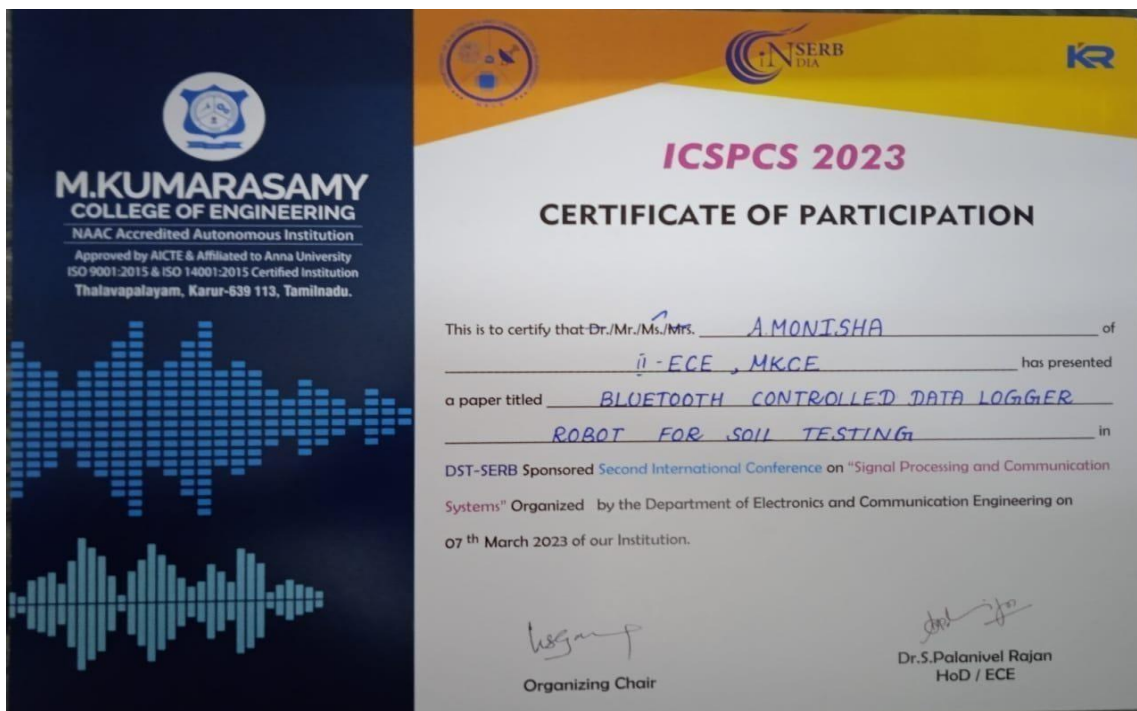 M.KUMARASAMY
COLLEGE OF ENGINEERING
NAAC Accredited Autonomous Institution
Approved by AICTE & Affiliated to Anna University
ISO 9001:2015 & ISO 14001:2015 Certified Institution
Thalavapalayam, Karur-639 113, Tamilnadu.
iNDIA SERB
KR
ICSPCS 2023
CERTIFICATE OF PARTICIPATION
This is to certify that Dr./Mr./Ms./Mrs. A.MONISHA of
ii - ECE , MKCE has presented
a paper titled BLUETOOTH CONTROLLED DATA LOGGER
ROBOT FOR SOIL TESTING in
DST-SERB Sponsored Second International Conference on "Signal Processing and Communication
Systems" Organized by the Department of Electronics and Communication Engineering on
07 th March 2023 of our Institution.
Organizing Chair
Dr.S.Palanivel Rajan
HoD / ECE